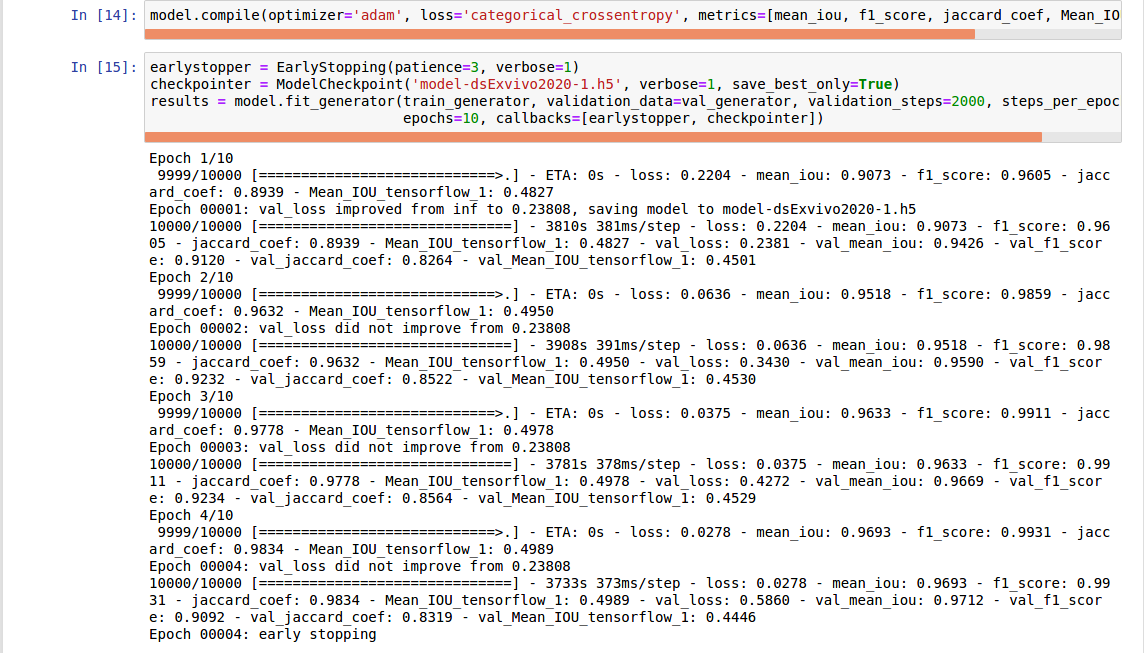 In [14]: model.compile(optimizer='adam', loss='categorical_crossentropy', metrics=[mean_iou, f1_score, jaccard_coef, Mean_IO
In [15]: earlystopper = EarlyStopping(patience=3, verbose=1)
checkpointer = ModelCheckpoint('model-dsExvivo2020-1.h5', verbose=1, save_best_only=True)
results = model.fit_generator(train_generator, validation_data=val_generator, validation_steps=2000, steps_per_epoc
epochs=10, callbacks=[earlystopper, checkpointer])
Epoch 1/10
9999/10000 [============================>.] - ETA: 0s - loss: 0.2204 - mean_iou: 0.9073 - f1_score: 0.9605 - jacc
ard_coef: 0.8939 - Mean_IOU_tensorflow_1: 0.4827
Epoch 00001: val_loss improved from inf to 0.23808, saving model to model-dsExvivo2020-1.h5
10000/10000 [==============================] - 3810s 381ms/step - loss: 0.2204 - mean_iou: 0.9073 - f1_score: 0.96
05 - jaccard_coef: 0.8939 - Mean_IOU_tensorflow_1: 0.4827 - val_loss: 0.2381 - val_mean_iou: 0.9426 - val_f1_scor
e: 0.9120 - val_jaccard_coef: 0.8264 - val_Mean_IOU_tensorflow_1: 0.4501
Epoch 2/10
9999/10000 [============================>.] - ETA: 0s - loss: 0.0636 - mean_iou: 0.9518 - f1_score: 0.9859 - jacc
ard_coef: 0.9632 - Mean_IOU_tensorflow_1: 0.4950
Epoch 00002: val_loss did not improve from 0.23808
10000/10000 [==============================] - 3908s 391ms/step - loss: 0.0636 - mean_iou: 0.9518 - f1_score: 0.98
59 - jaccard_coef: 0.9632 - Mean_IOU_tensorflow_1: 0.4950 - val_loss: 0.3430 - val_mean_iou: 0.9590 - val_f1_scor
e: 0.9232 - val_jaccard_coef: 0.8522 - val_Mean_IOU_tensorflow_1: 0.4530
Epoch 3/10
9999/10000 [============================>.] - ETA: 0s - loss: 0.0375 - mean_iou: 0.9633 - f1_score: 0.9911 - jacc
ard_coef: 0.9778 - Mean_IOU_tensorflow_1: 0.4978
Epoch 00003: val_loss did not improve from 0.23808
10000/10000 [==============================] - 3781s 378ms/step - loss: 0.0375 - mean_iou: 0.9633 - f1_score: 0.99
11 - jaccard_coef: 0.9778 - Mean_IOU_tensorflow_1: 0.4978 - val_loss: 0.4272 - val_mean_iou: 0.9669 - val_f1_scor
e: 0.9234 - val_jaccard_coef: 0.8564 - val_Mean_IOU_tensorflow_1: 0.4529
Epoch 4/10
9999/10000 [============================>.] - ETA: 0s - loss: 0.0278 - mean_iou: 0.9693 - f1_score: 0.9931 - jacc
ard_coef: 0.9834 - Mean_IOU_tensorflow_1: 0.4989
Epoch 00004: val_loss did not improve from 0.23808
10000/10000 [==============================] - 3733s 373ms/step - loss: 0.0278 - mean_iou: 0.9693 - f1_score: 0.99
31 - jaccard_coef: 0.9834 - Mean_IOU_tensorflow_1: 0.4989 - val_loss: 0.5860 - val_mean_iou: 0.9712 - val_f1_scor
e: 0.9092 - val_jaccard_coef: 0.8319 - val_Mean_IOU_tensorflow_1: 0.4446
Epoch 00004: early stopping